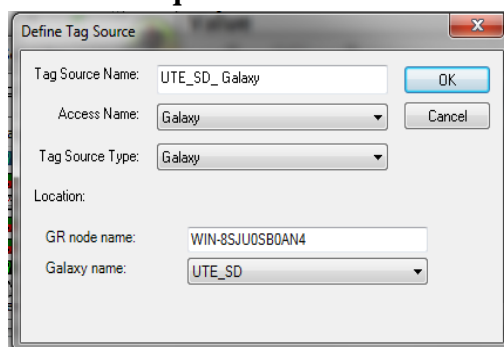 Define Tag Source
Tag Source Name: UTE_SD_ Galaxy OK
Access Name: Galaxy Cancel
Tag Source Type: Galaxy
Location:
GR node name: WIN-8SJU0SB0AN4
Galaxy name: UTE_SD